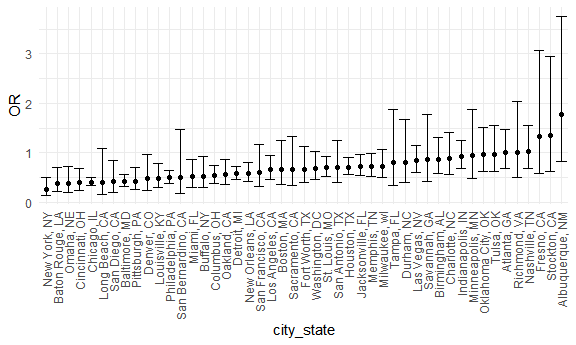 OR
3
2
1
0
New York, NY
Baton Rouge, LA
Omaha, NE
Cincinnati, OH
Chicago, IL
Long Beach, CA
San Diego, CA
Baltimore, MD
Pittsburgh, PA
Denver, CO
Louisville, KY
Philadelphia, PA
San Bernardino, CA
Miami, FL
Buffalo, NY
Columbus, OH
Oakland, CA
Detroit, MI
New Orleans, LA
San Francisco, CA
Los Angeles, CA
Boston, MA
Sacramento, CA
Fort Worth, TX
Washington, DC
St. Louis, MO
San Antonio, TX
Houston, TX
Jacksonville, FL
Memphis, TN
Milwaukee, wI
Tampa, FL
Durham, NC
Las Vegas, NV
Savannah, GA
Birmingham, AL
Charlotte, NC
Indianapolis, IN
Minneapolis, MN
Oklahoma City, OK
Tulsa, OK
Atlanta, GA
Richmond, VA
Nashville, TN
Fresno, CA
Stockton, CA
Albuquerque, NM
city_state